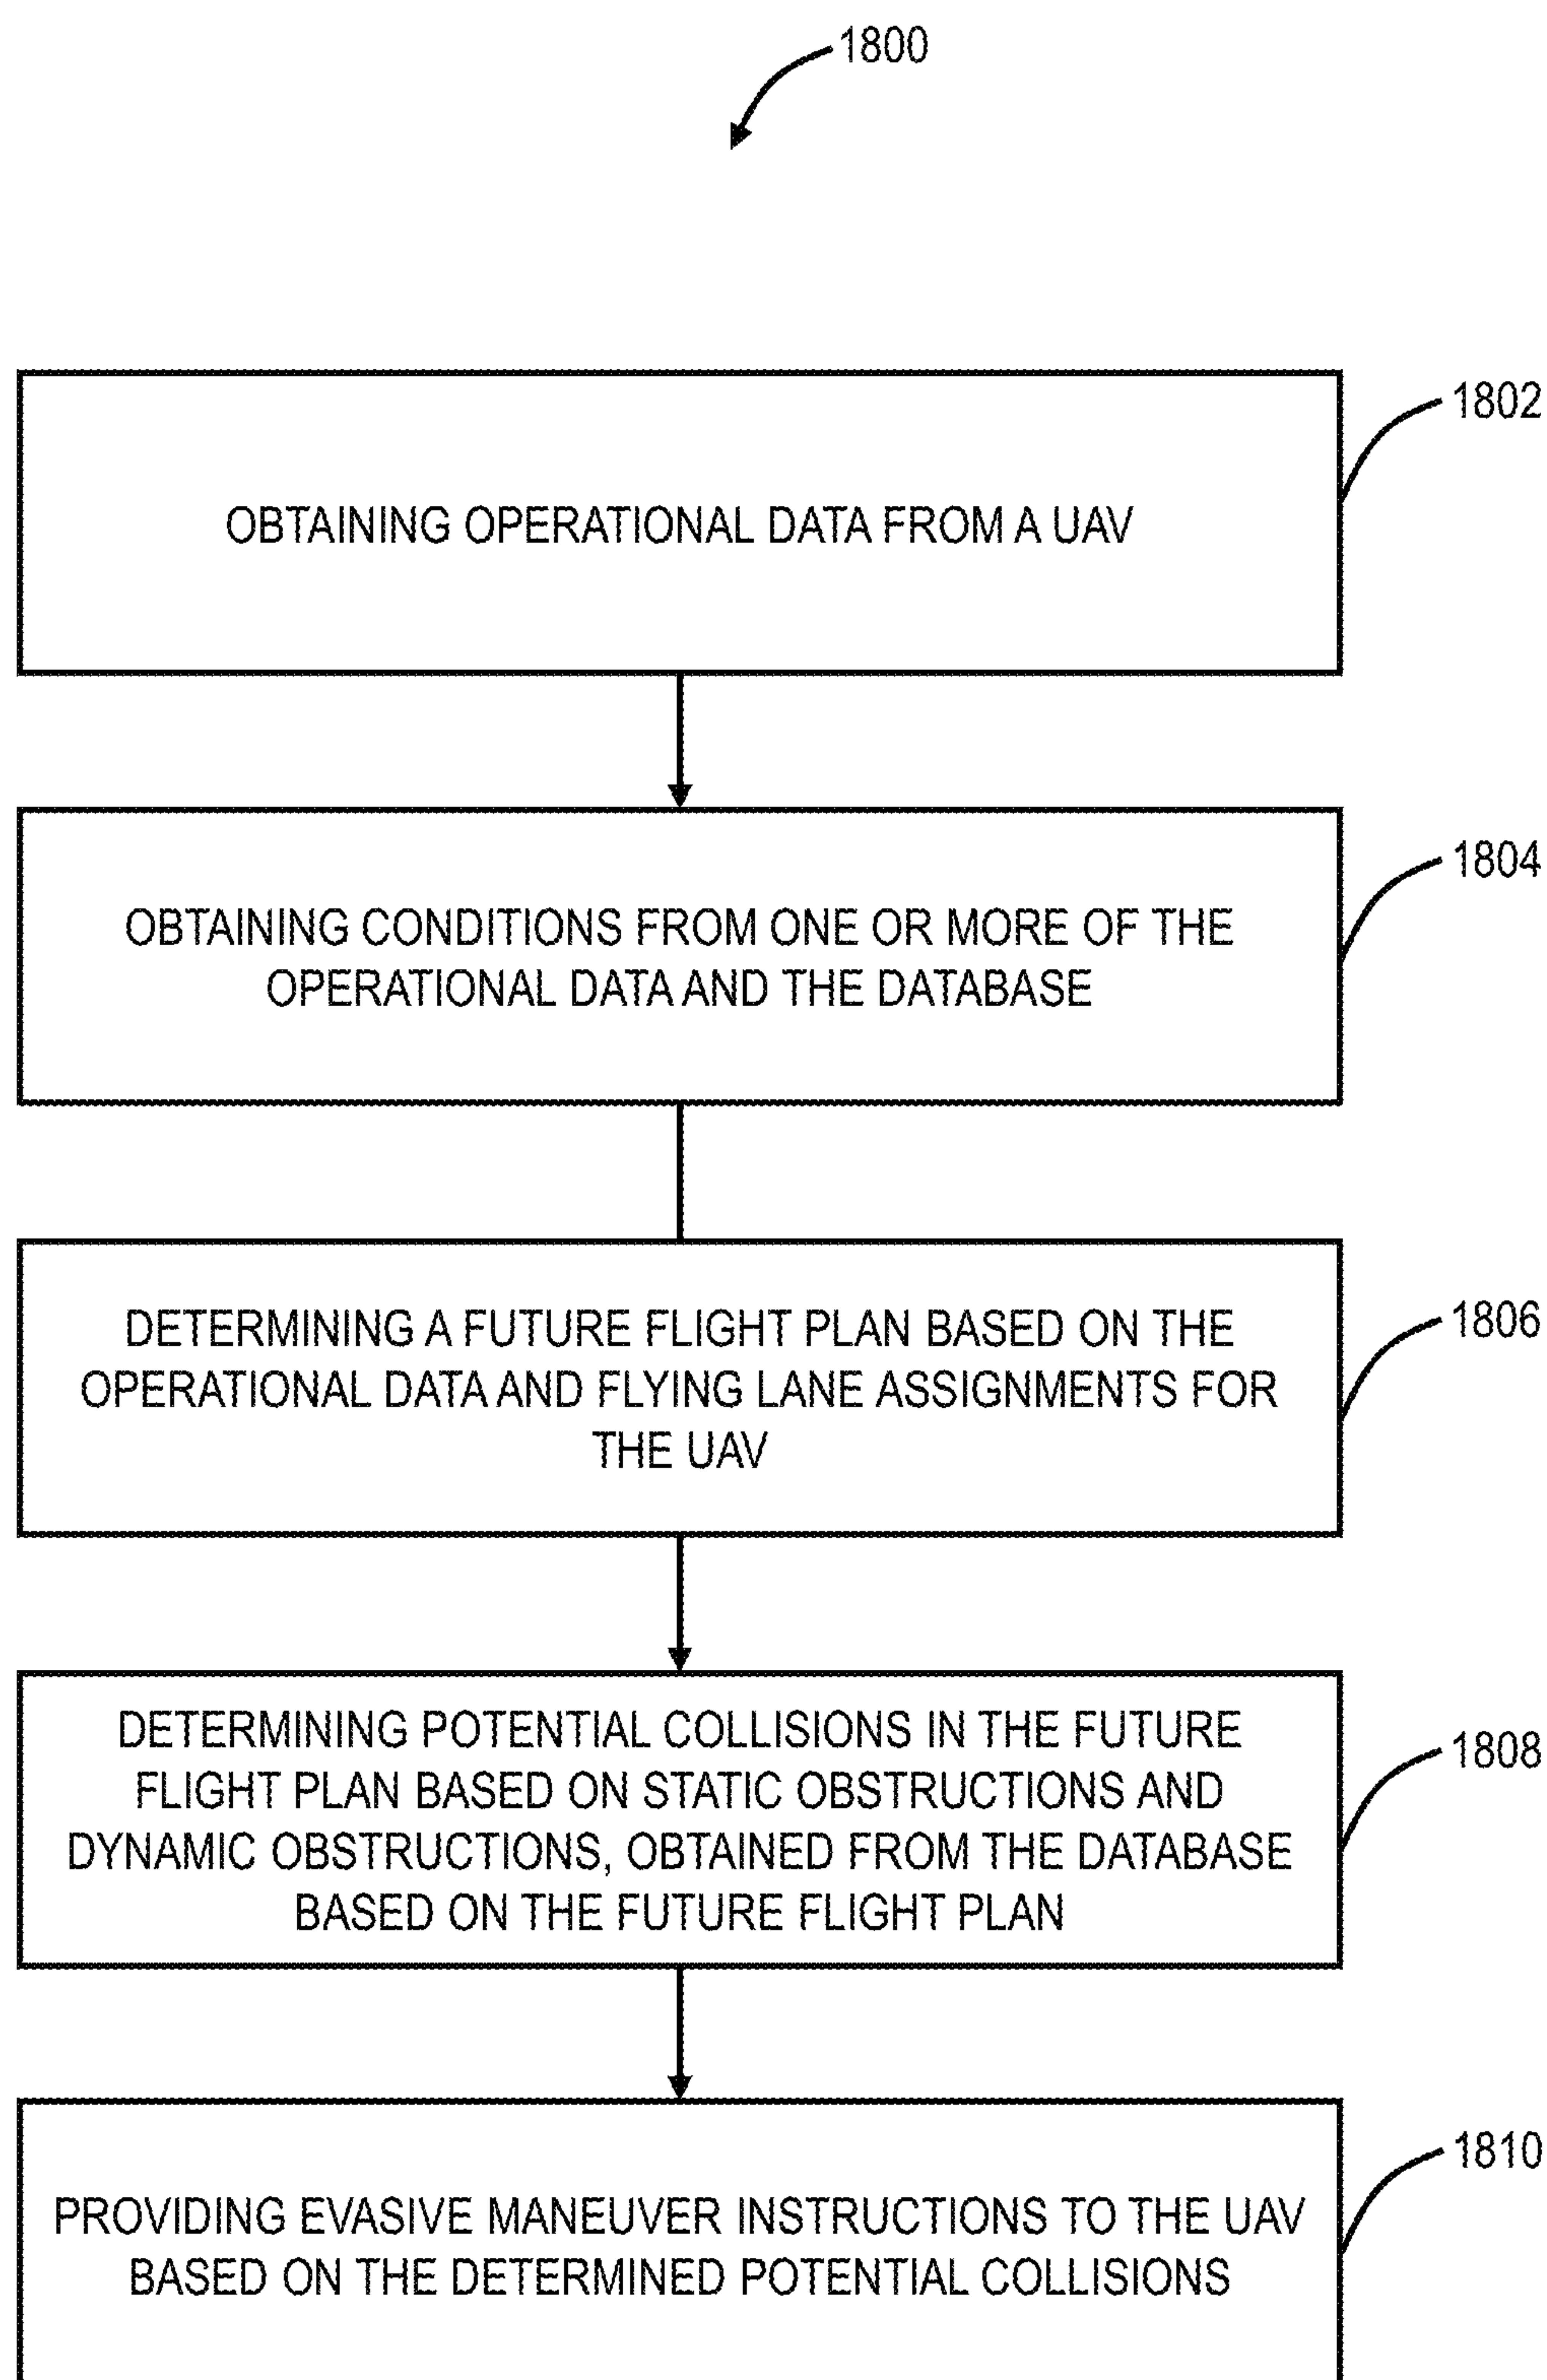 1800
1802
OBTAINING OPERATIONAL DATA FROM A UAV
1804
OBTAINING CONDITIONS FROM ONE OR MORE OF THE
OPERATIONAL DATA AND THE DATABASE
1806
DETERMINING A FUTURE FLIGHT PLAN BASED ON THE
OPERATIONAL DATA AND FLYING LANE ASSIGNMENTS FOR
THE UAV
1808
DETERMINING POTENTIAL COLLISIONS IN THE FUTURE
FLIGHT PLAN BASED ON STATIC OBSTRUCTIONS AND
DYNAMIC OBSTRUCTIONS, OBTAINED FROM THE DATABASE
BASED ON THE FUTURE FLIGHT PLAN
1810
PROVIDING EVASIVE MANEUVER INSTRUCTIONS TO THE UAV
BASED ON THE DETERMINED POTENTIAL COLLISIONS